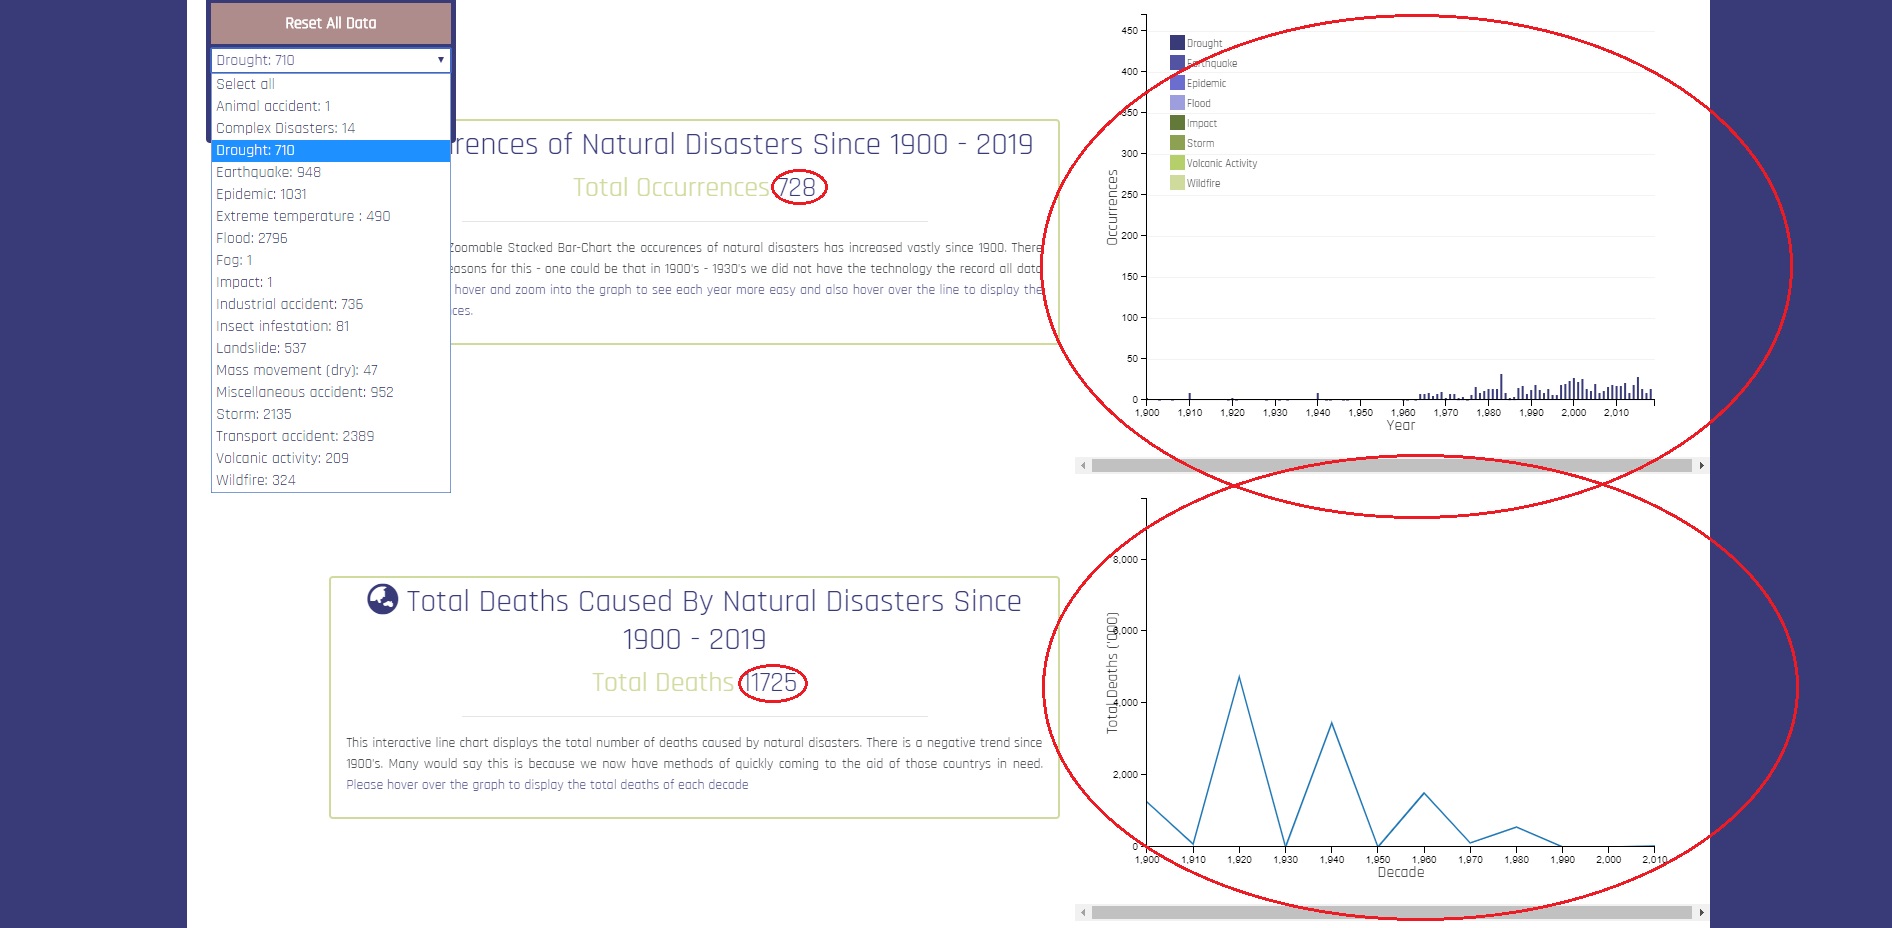 Reset All Data
Drought: 710
Select all
Animal accident: 1
Complex Disasters: 14
Drought: 710
Earthquake: 948
Epidemic: 1031
Extreme temperature : 490
Flood: 2796
Fog: 1
Impact: 1
Industrial accident: 736
Insect infestation: 81
Landslide: 537
Mass movement (dry): 47
Miscellaneous accident: 952
Storm: 2135
Transport accident: 2389
Volcanic activity: 209
Wildfire: 324
of Natural Disasters Since 1900 - 2019
Total Occurrences 728
Zoomable Stacked Bar-Chart the occurences of natural disasters has increased vastly since 1900. There
for this - one could be that in 1900's - 1930's we did not have the technology the record all data
hover and zoom into the graph to see each year more easy and also hover over the line to display the
450
400
350
300
250
200
150
100
50
0
Occurrences
Drought
Earthquake
Epidemic
Flood
Impact
Storm
Volcanic Activity
Wildfire
1,900 1,910 1,920 1,930 1,940 1,950 1,960 1,970 1,980 1,990 2,000 2,010
Year
Total Deaths Caused By Natural Disasters Since
1900 - 2019
Total Deaths 11725
This interactive line chart displays the total number of deaths caused by natural disasters. There is a negative trend since
1900's. Many would say this is because we now have methods of quickly coming to the aid of those countrys in need.
Please hover over the graph to display the total deaths of each decade
8,000
6,000
4,000
2,000
0
Total Deaths ('000)
1,900 1,910 1,920 1,930 1,940 1,950 1,960 1,970 1,980 1,990 2,000 2,010
Decade